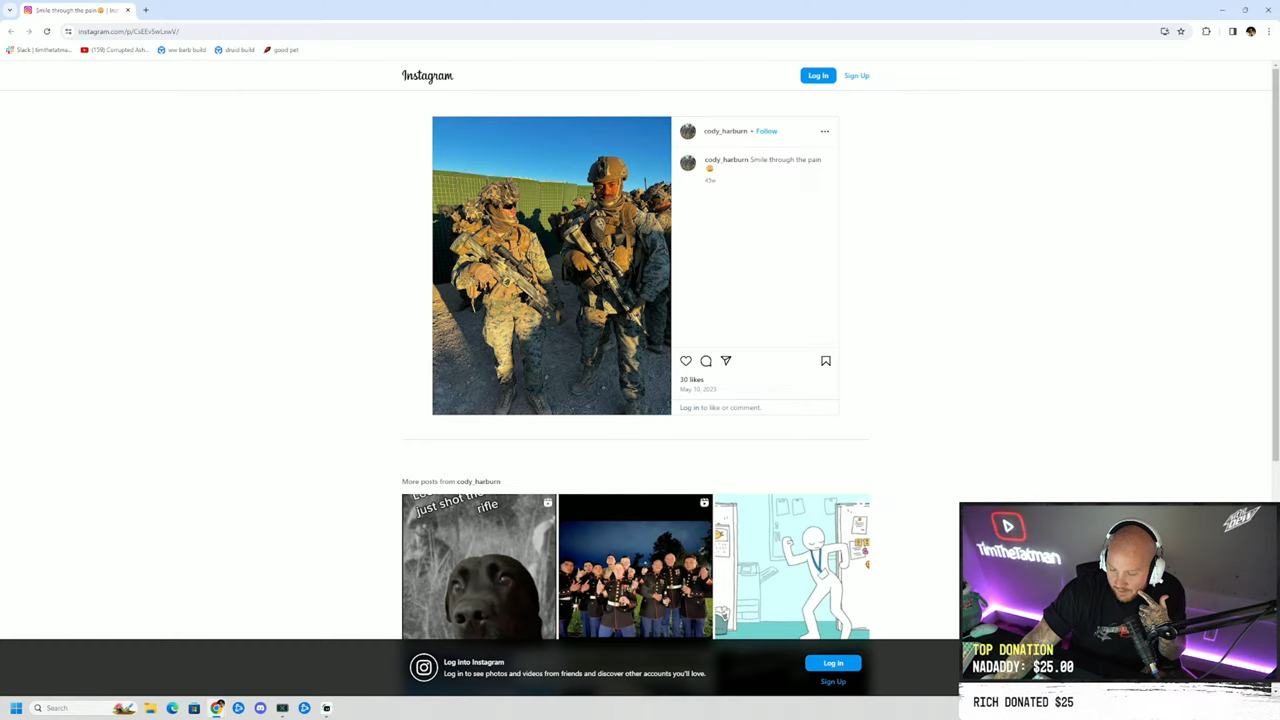 Smile through the pain😄 | Ins
instagram.com/p/CsEEvSwLxwV/
Slack | timthetatma...
(159) Corrupted Ash...
ww barb build
druid build
good pet
Instagram
Log In
Sign Up
cody_harburn • Follow
cody_harburn Smile through the pain
45w
30 likes
May 10, 2023
Log in to like or comment.
More posts from cody_harburn
just shot the
rifle
Log into Instagram
Log in to see photos and videos from friends and discover other accounts you'll love.
Log in
Sign Up
Search
TimTheTatman
TOP DONATION
NADADDY: $25.00
RICH DONATED $25